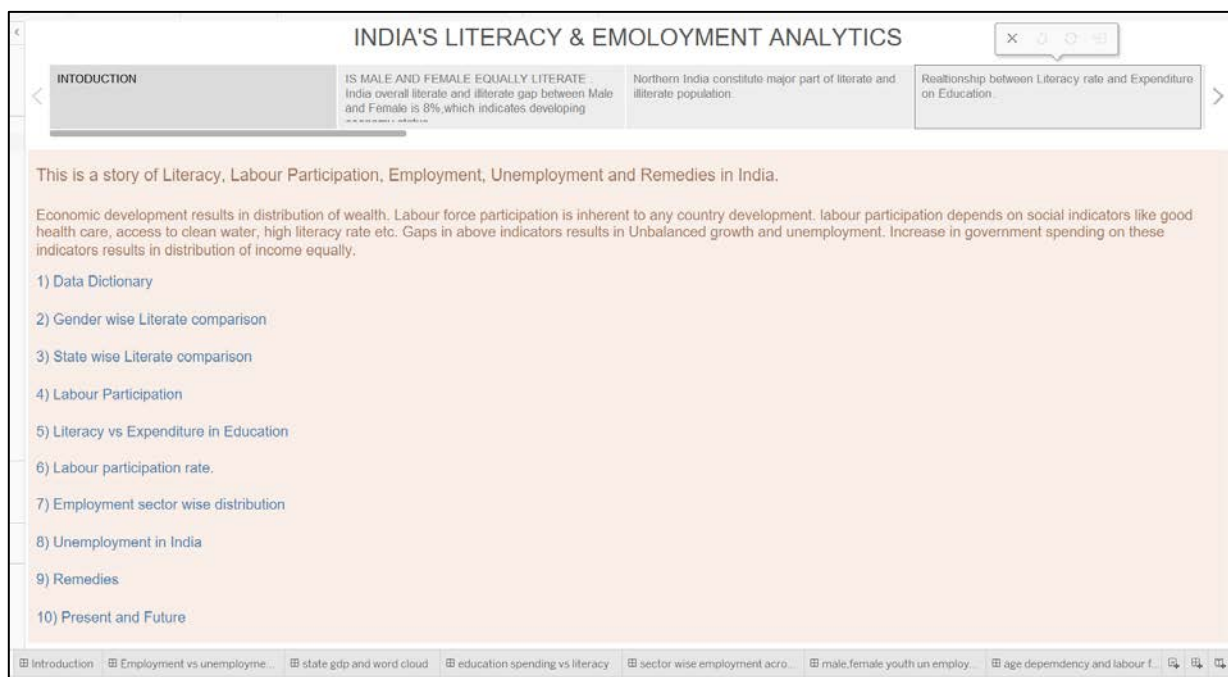 INDIA'S LITERACY & EMOLOYMENT ANALYTICS
INTODUCTION
IS MALE AND FEMALE EQUALLY LITERATE .
India overall literate and illiterate gap between Male
and Female is 8%,which indicates developing
economy status
Northern India constitute major part of literate and
illiterate population.
Realtionship between Literacy rate and Expenditure
on Education.
This is a story of Literacy, Labour Participation, Employment, Unemployment and Remedies in India.
Economic development results in distribution of wealth. Labour force participation is inherent to any country development. labour participation depends on social indicators like good
health care, access to clean water, high literacy rate etc. Gaps in above indicators results in Unbalanced growth and unemployment. Increase in government spending on these
indicators results in distribution of income equally.
1) Data Dictionary
2) Gender wise Literate comparison
3) State wise Literate comparison
4) Labour Participation
5) Literacy vs Expenditure in Education
6) Labour participation rate.
7) Employment sector wise distribution
8) Unemployment in India
9) Remedies
10) Present and Future
Introduction
Employment vs unemployme...
state gdp and word cloud
education spending vs literacy
sector wise employment acro...
male,female youth un employ...
age depemdency and labour f...